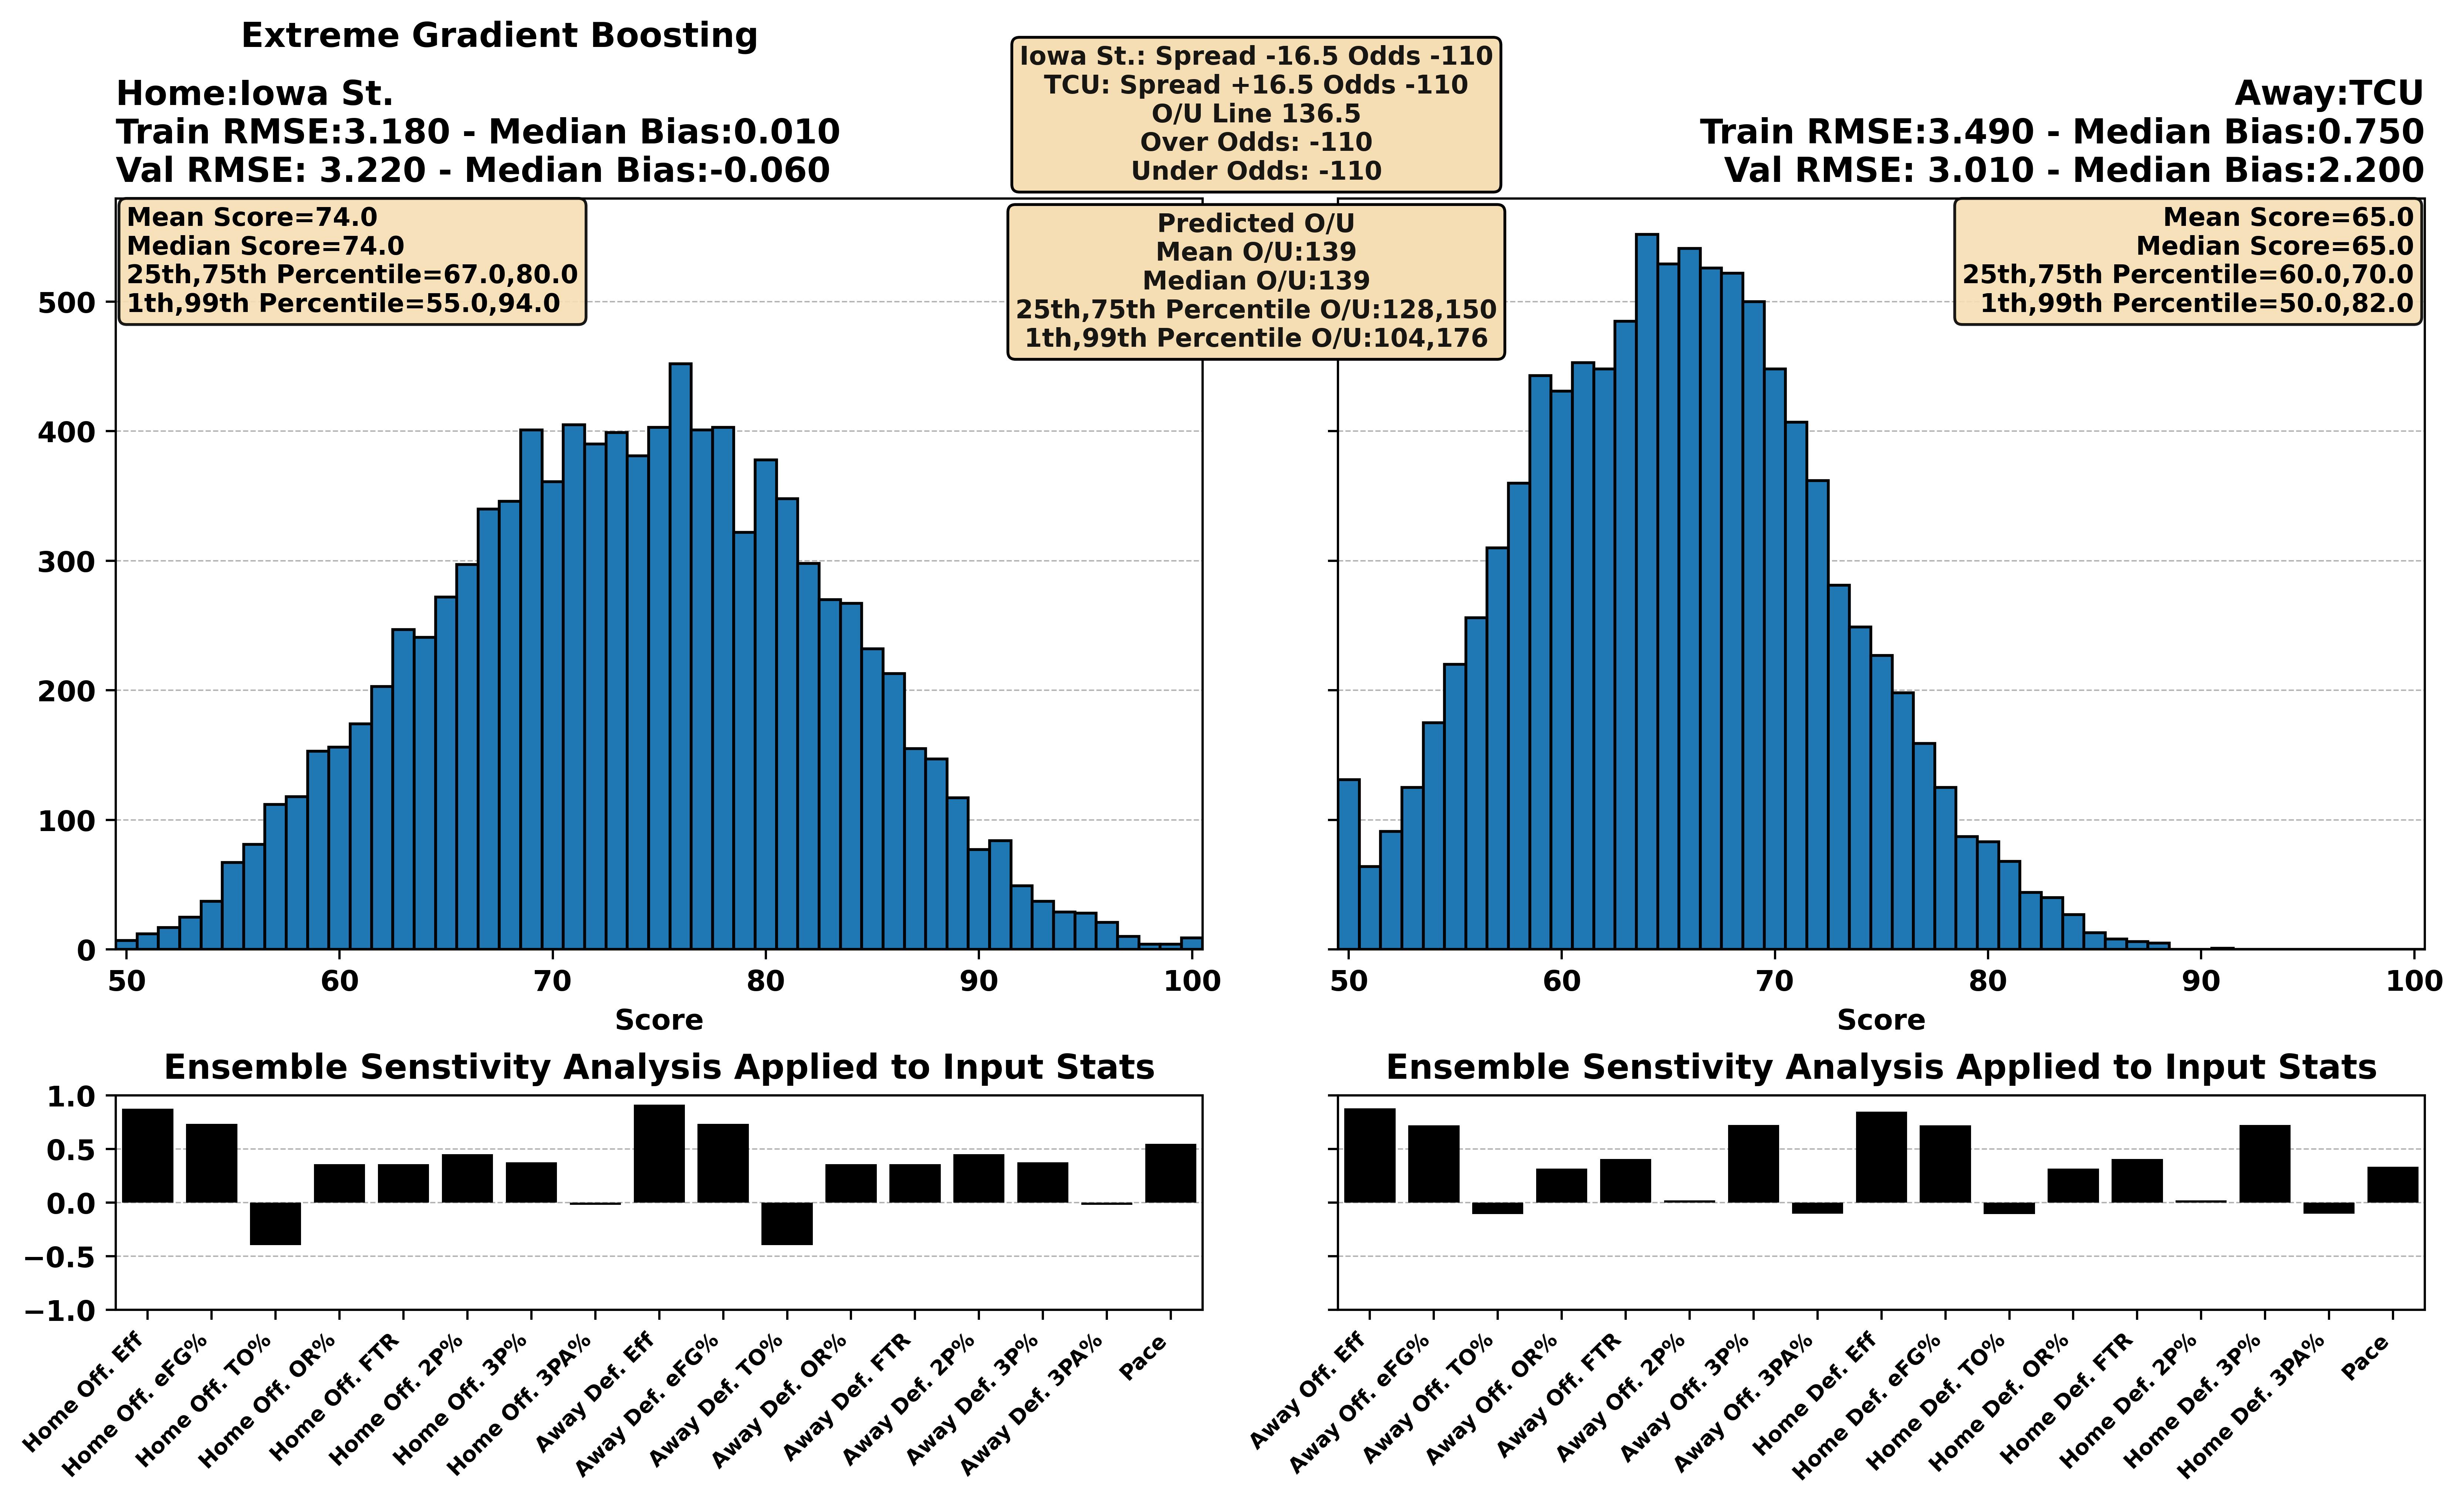 Extreme Gradient Boosting
Home:Iowa St.
Train RMSE:3.180 - Median Bias:0.010
Val RMSE: 3.220 - Median Bias:-0.060
Iowa St.: Spread -16.5 Odds -110
TCU: Spread +16.5 Odds -110
O/U Line 136.5
Over Odds: -110
Under Odds: -110
Away:TCU
Train RMSE:3.490 - Median Bias:0.750
Val RMSE: 3.010 - Median Bias:2.200
Mean Score=74.0
Median Score=74.0
25th,75th Percentile=67.0,80.0
1th,99th Percentile=55.0,94.0
Predicted O/U
Mean O/U:139
Median O/U:139
25th,75th Percentile O/U:128,150
1th,99th Percentile O/U:104,176
Mean Score=65.0
Median Score=65.0
25th,75th Percentile=60.0,70.0
1th,99th Percentile=50.0,82.0
500
400
300
200
100
0
50 60 70 80 90 100
Score
50 60 70 80 90 100
Score
Ensemble Senstivity Analysis Applied to Input Stats
1.0
0.5
0.0
−0.5
−1.0
Home Off. Eff
Home Off. eFG%
Home Off. TO%
Home Off. OR%
Home Off. FTR
Home Off. 2P%
Home Off. 3P%
Home Off. 3PA%
Away Def. Eff
Away Def. eFG%
Away Def. TO%
Away Def. OR%
Away Def. FTR
Away Def. 2P%
Away Def. 3P%
Away Def. 3PA%
Pace
Ensemble Senstivity Analysis Applied to Input Stats
Away Off. Eff
Away Off. eFG%
Away Off. TO%
Away Off. OR%
Away Off. FTR
Away Off. 2P%
Away Off. 3P%
Away Off. 3PA%
Home Def. Eff
Home Def. eFG%
Home Def. TO%
Home Def. OR%
Home Def. FTR
Home Def. 2P%
Home Def. 3P%
Home Def. 3PA%
Pace